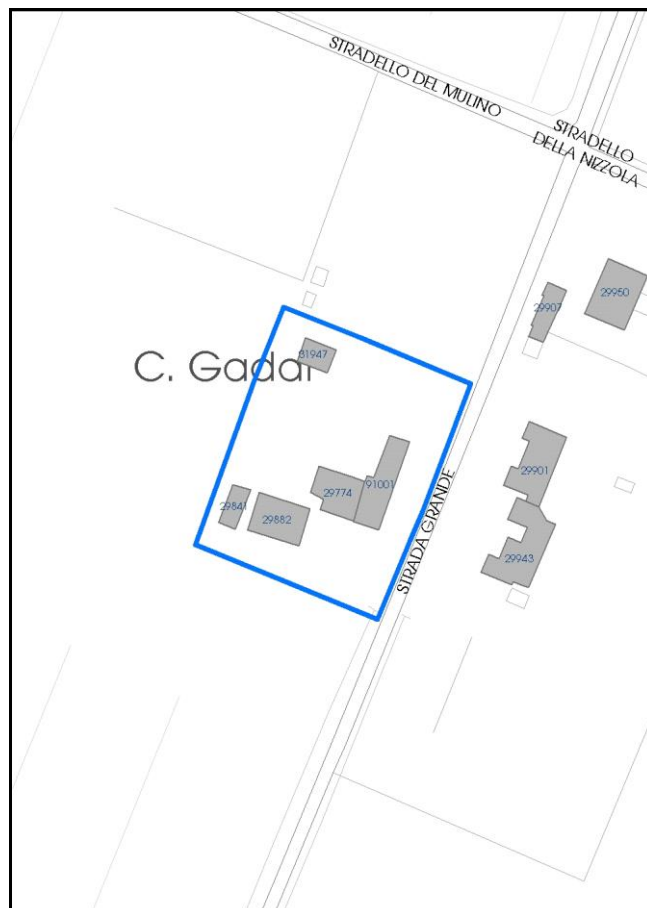 STRADELLO DEL MULINO
STRADELLO
DELLA NIZZOLA
29950
29907
31947
C. Gadai
29901
29774
91001
29841
29882
STRADA GRANDE
29943